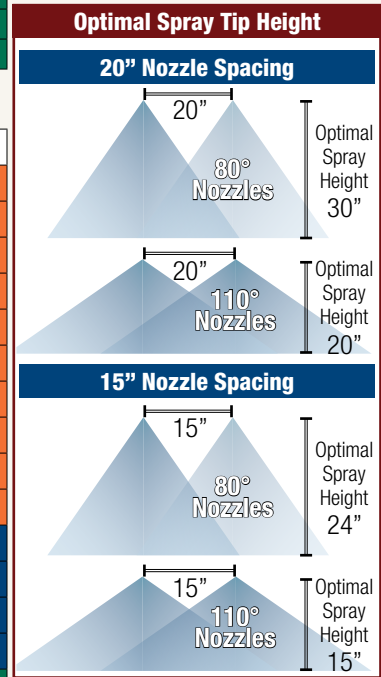 Optimal Spray Tip Height
20” Nozzle Spacing
20”
80°
Nozzles
Optimal
Spray
Height
30”
20”
110°
Nozzles
Optimal
Spray
Height
20”
15” Nozzle Spacing
15”
80°
Nozzles
Optimal
Spray
Height
24”
15”
110°
Nozzles
Optimal
Spray
Height
15”